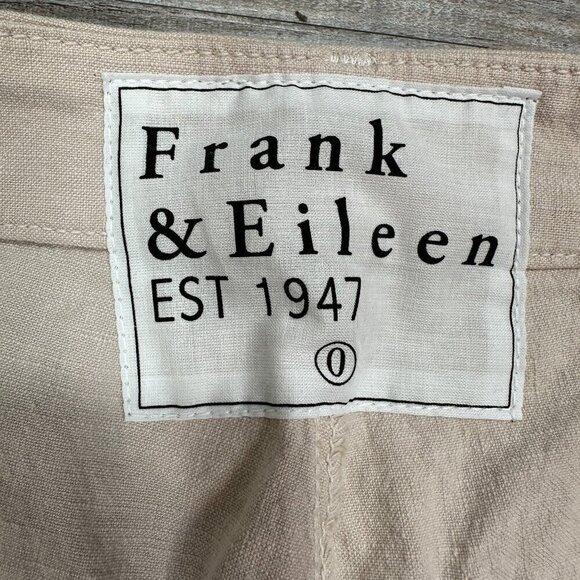 Frank
& Eileen
EST 1947
0